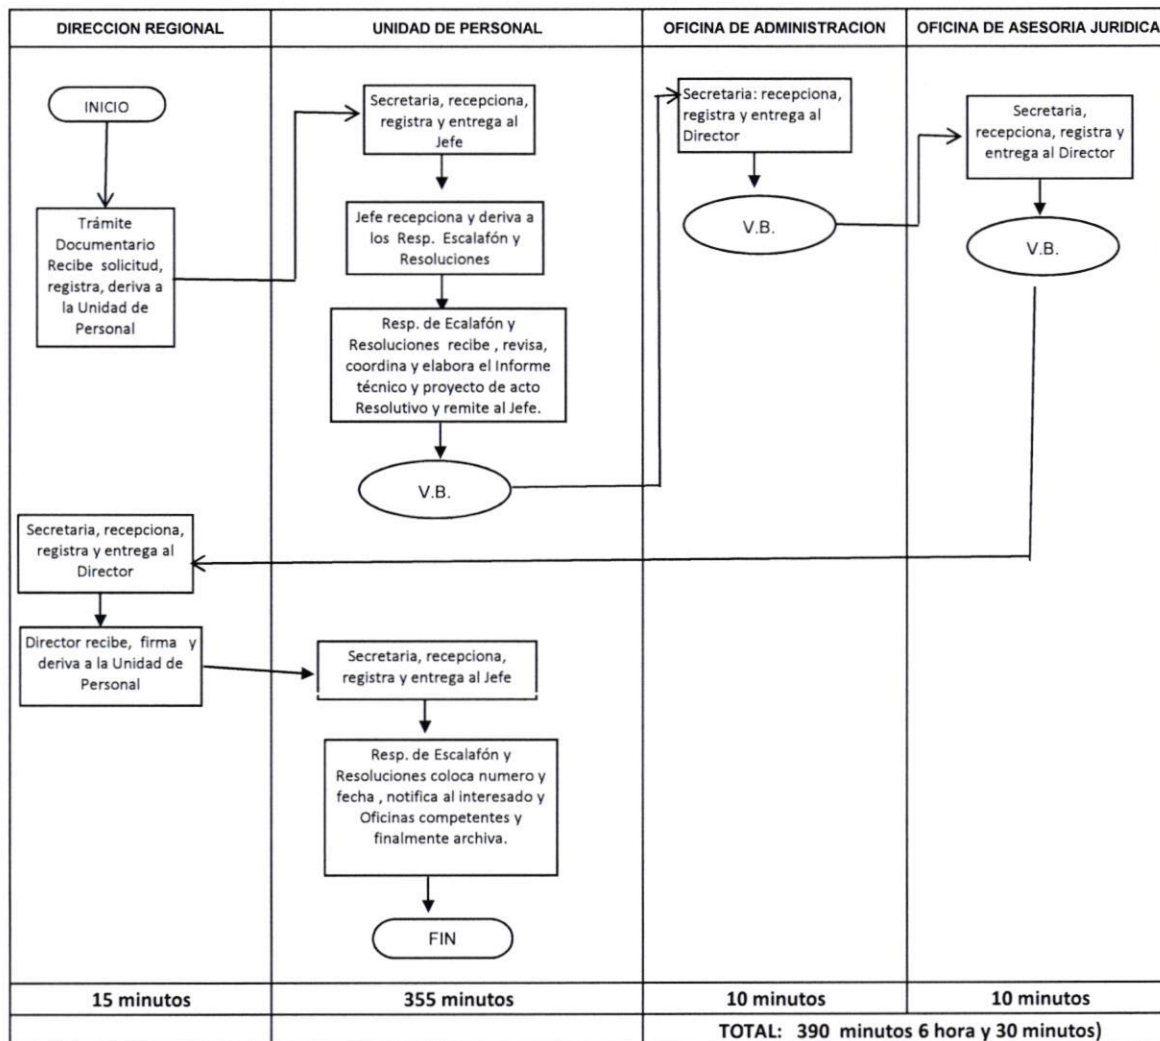 DIRECCION REGIONAL
UNIDAD DE PERSONAL
OFICINA DE ADMINISTRACION
OFICINA DE ASESORIA JURIDICA
INICIO
Trámite
Documentario
Recibe solicitud,
registra, deriva a
la Unidad de
Personal
Secretaria, recepciona,
registra y entrega al
Jefe
Jefe recepciona y deriva a
los Resp. Escalafón y
Resoluciones
Resp. de Ecalafón y
Resoluciones recibe , revisa,
coordina y elabora el Informe
técnico y proyecto de acto
Resolutivo y remite al Jefe.
V.B.
Secretaria: recepciona,
registra y entrega al
Director
V.B.
Secretaria,
recepciona, registra y
entrega al Director
V.B.
Secretaria, recepciona,
registra y entrega al
Director
Director recibe, firma y
deriva a la Unidad de
Personal
Secretaria, recepciona,
registra y entrega al Jefe
Resp. de Escalafón y
Resoluciones coloca numero y
fecha , notifica al interesado y
Oficinas competentes y
finalmente archiva.
FIN
15 minutos
355 minutos
10 minutos
10 minutos
TOTAL: 390 minutos 6 hora y 30 minutos)